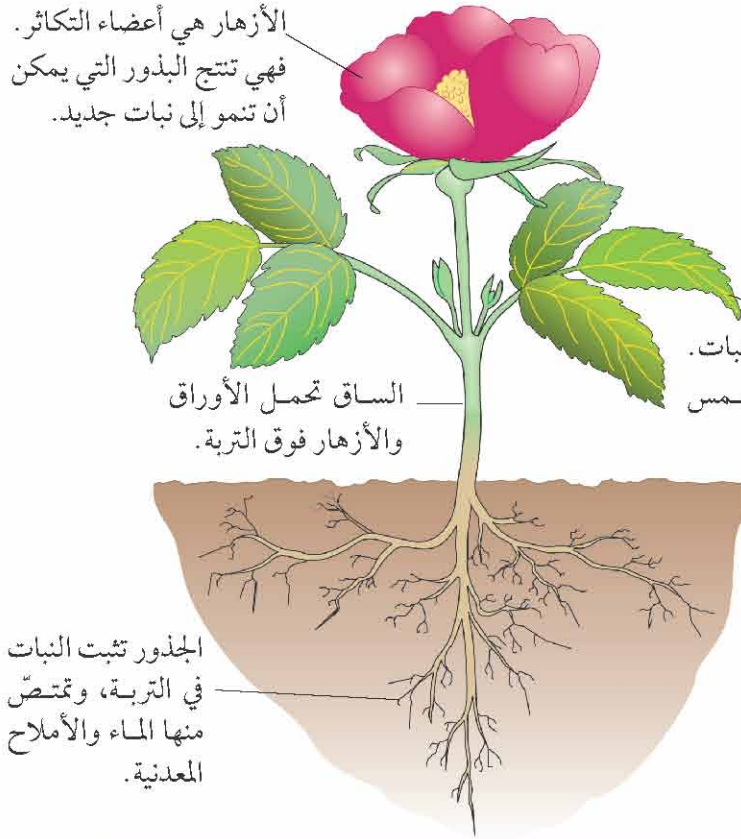 الأزهار هي أعضاء التكاثر.
فهي تنتج البذور التي يمكن
أن تنمو إلى نبات جديد.
الساق تحمل الأوراق
والأزهار فوق التربة.
الجذور تثبت النبات
في التربة، وتمتصّ
منها الماء والأملاح
المعدنية.